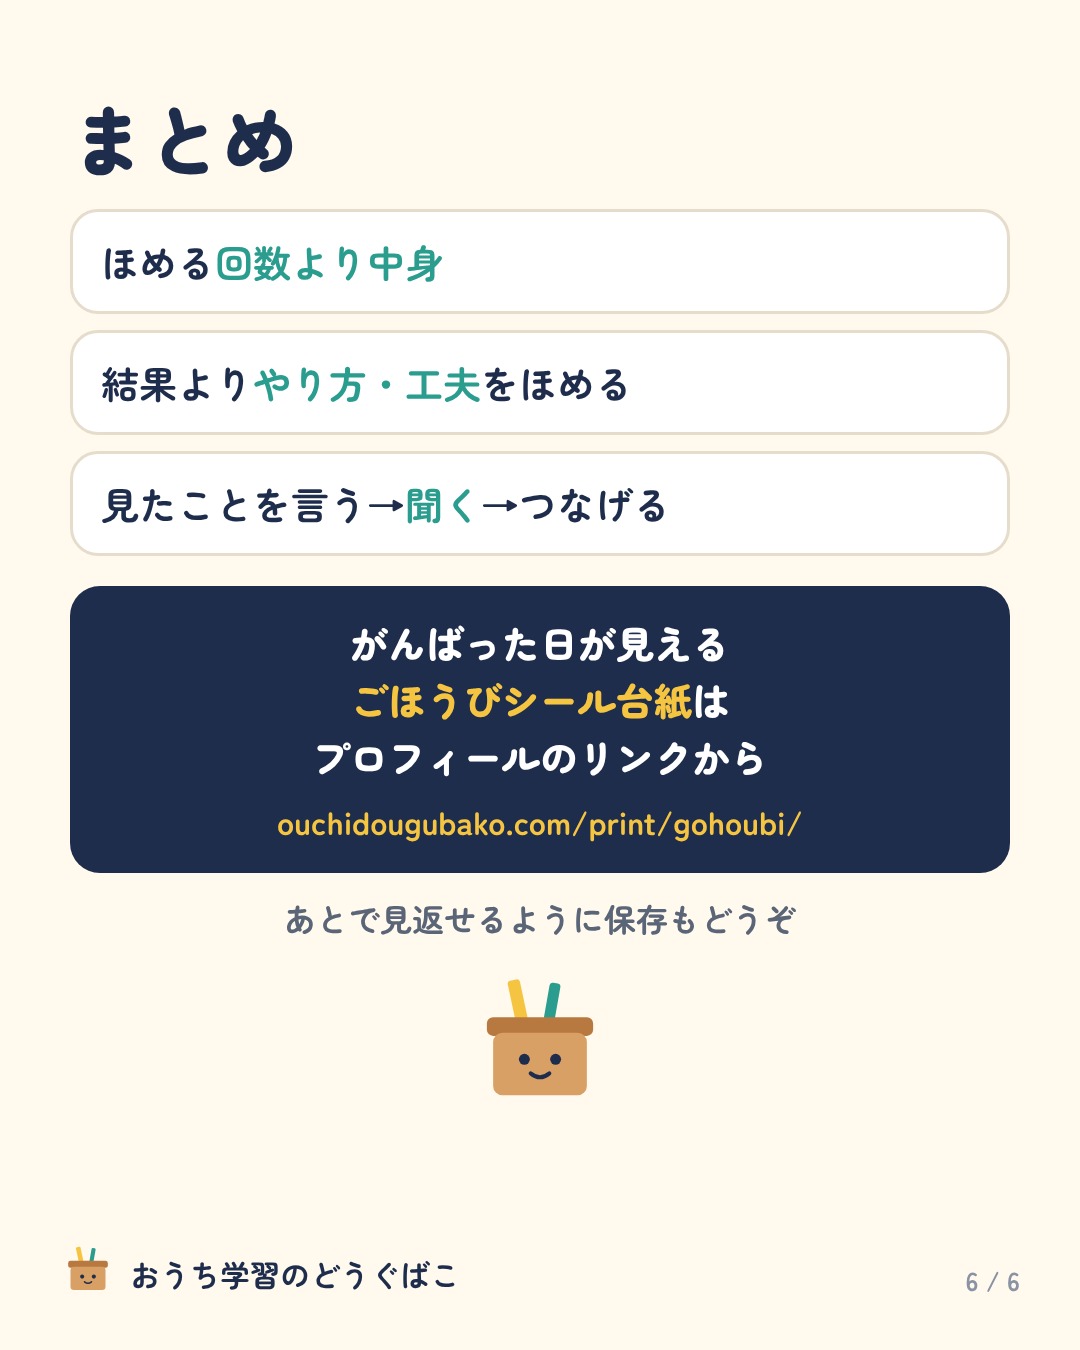 まとめ
ほめる回数より中身
結果よりやり方・工夫をほめる
見たことを言う→聞く→つなげる
がんばった日が見える
ごほうびシール台紙は
プロフィールのリンクから
ouchidougubako.com/print/gohoubi/
あとで見返せるように保存もどうぞ
おうち学習のどうぐばこ
6 / 6